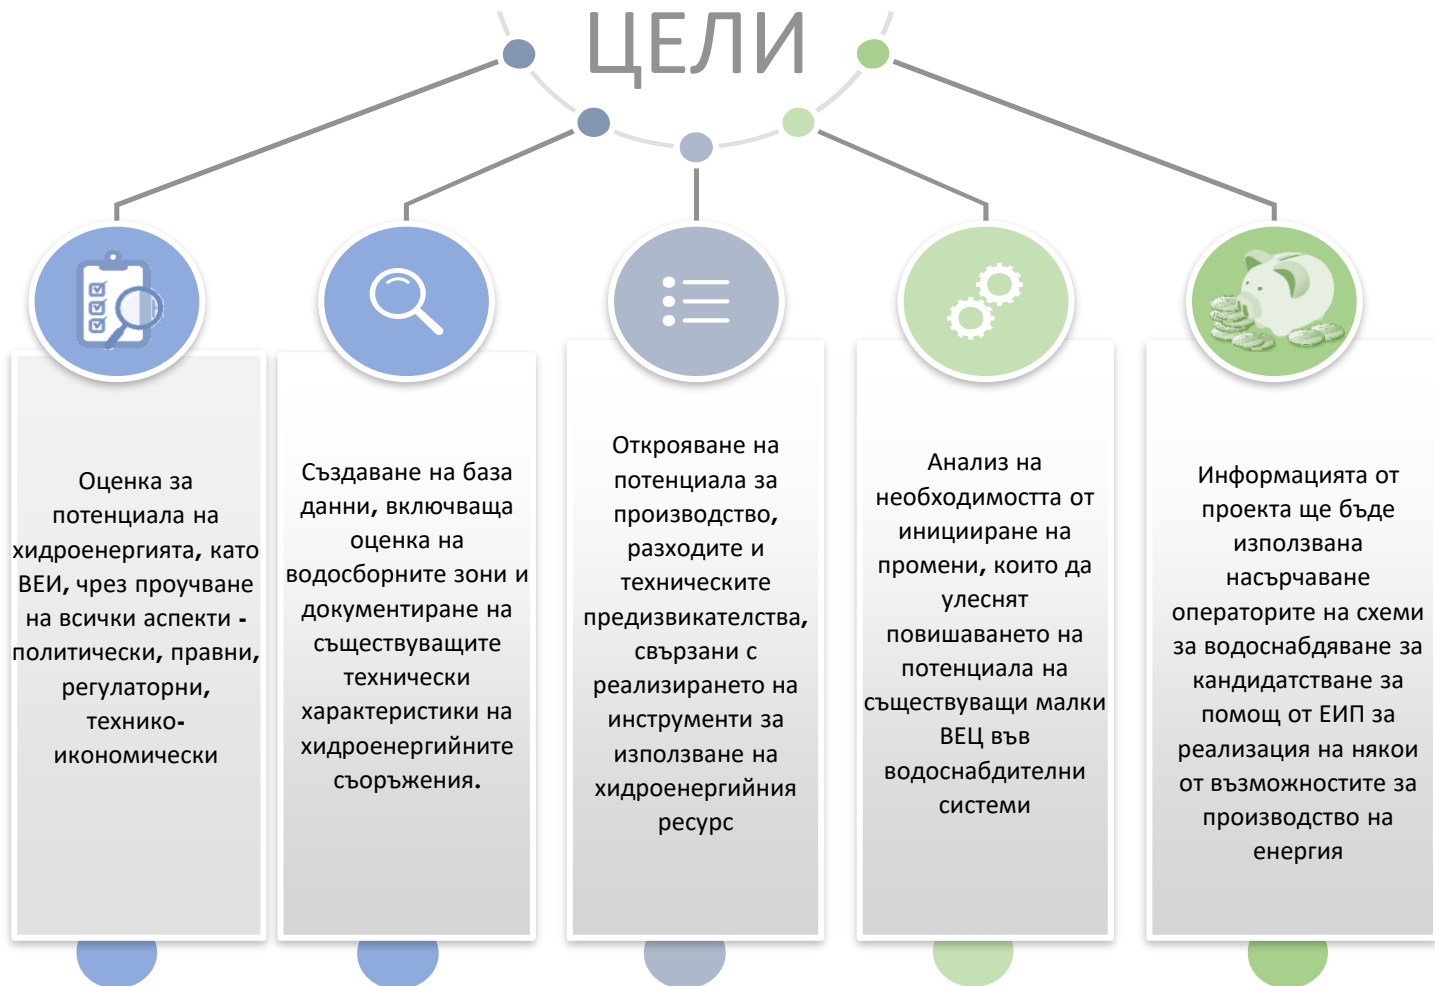 ЦЕЛИ
Оценка за
потенциала на
хидроенергията, като
ВЕИ, чрез проучване
на всички аспекти -
политически, правни,
регулаторни,
технико-
икономически
Създаване на база
данни, включваща
оценка на
водосборните зони и
документиране на
съществуващите
технически
характеристики на
хидроенергийните
съоръжения.
Открояване на
потенциала за
производство,
разходите и
техническите
предизвикателства,
свързани с
реализирането на
инструменти за
използване на
хидроенергийния
ресурс
Анализ на
необходимостта от
иницииране на
промени, които да
улеснят
повишаването на
потенциала на
съществуващи малки
ВЕЦ във
водоснабдителни
системи
Информацията от
проекта ще бъде
използвана
насърчаване
операторите на схеми
за водоснабдяване за
кандидатстване за
помощ от ЕИП за
реализация на някои
от възможностите за
производство на
енергия